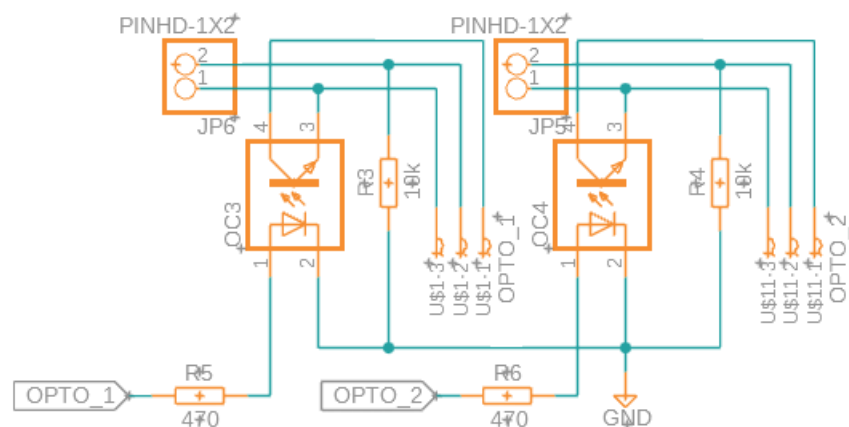 PINHD-1X2
PINHD-1X2
2
2
1
1
JP6
JP5
4
3
4
3
R3
10k
R4
10k
OC3
OC4
1
2
1
2
U$1-3
U$1-2
U$1-1
OPTO_1
U$11-3
U$11-2
U$11-1
OPTO_2
R5
R6
OPTO_1
OPTO_2
470
470
GND